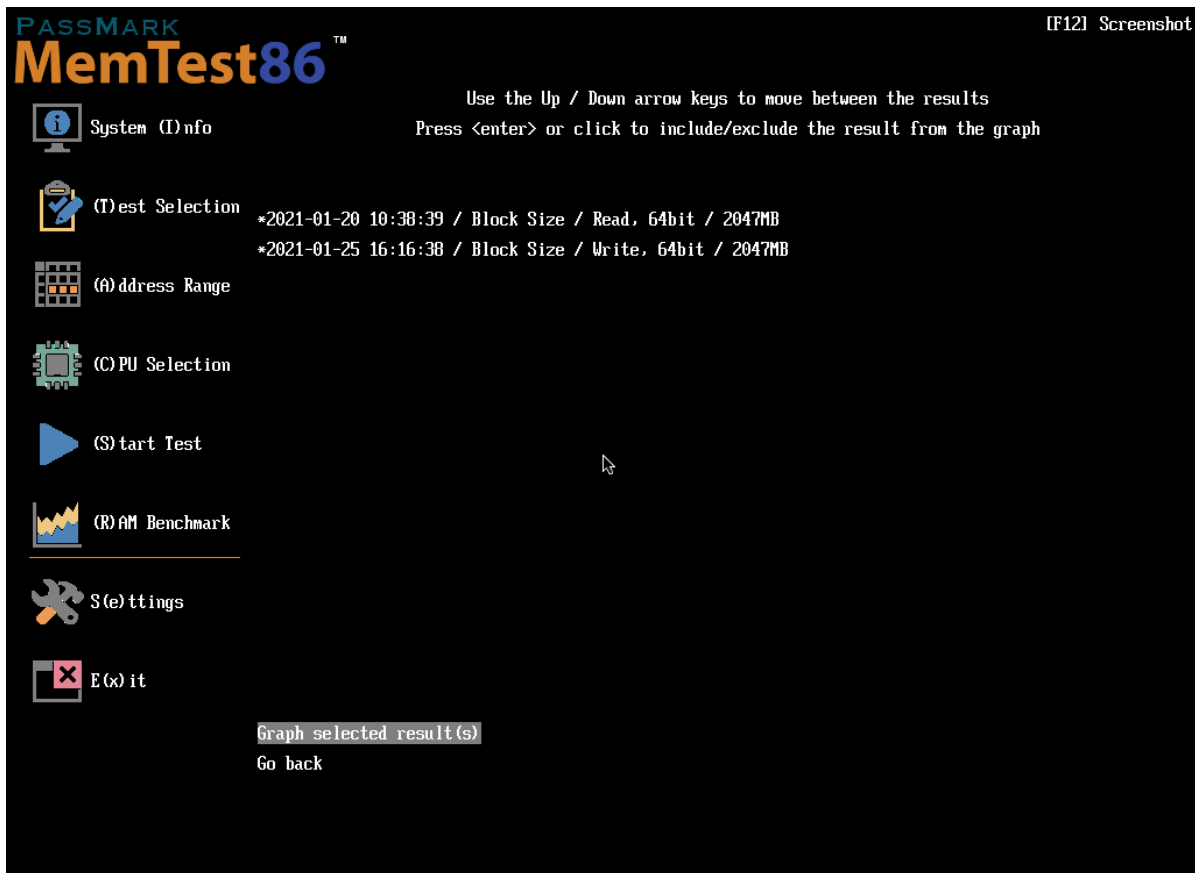 PASSMARK
MemTest86™
[F12] Screenshot
Use the Up / Down arrow keys to move between the results
Press <enter> or click to include/exclude the result from the graph
System (I)nfo
(T)est Selection
(A)ddress Range
(C)PU Selection
(S)tart Test
(R)AM Benchmark
S(e)ttings
E(x)it
*2021-01-20 10:38:39 / Block Size / Read, 64bit / 2047MB
*2021-01-25 16:16:38 / Block Size / Write, 64bit / 2047MB
Graph selected result(s)
Go back